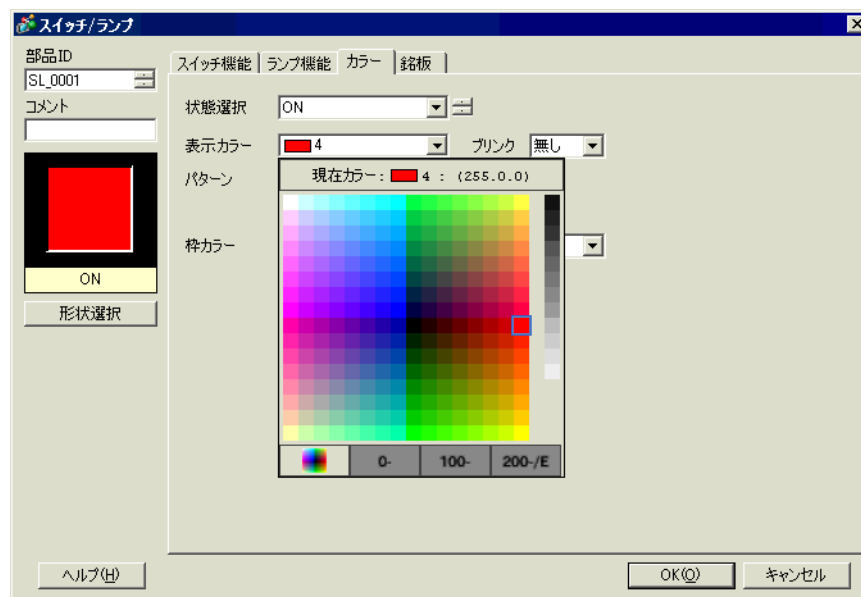 スイッチ/ランプ
部品ID
SL_0001
コメント
ON
形状選択
スイッチ機能 ランプ機能 カラー 銘板
状態選択 ON
表示カラー 4 ブリンク 無し
パターン
現在カラー: 4 : (255.0.0)
枠カラー
0- 100- 200-/E
ヘルプ(H) OK(O) キャンセル